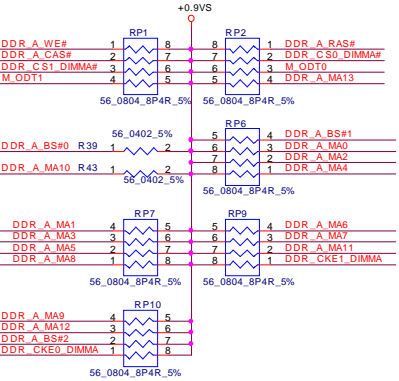 +0.9VS
RP1 RP2
DDR_A_WE# 1 8 8 1 DDR_A_RAS#
DDR_A_CAS# 2 7 7 2 DDR_CS0_DIMMA#
DDR_CS1_DIMMA# 3 6 6 3 M_ODT0
M_ODT1 4 5 5 4 DDR_A_MA13
56_0804_8P4R_5% 56_0804_8P4R_5%
RP6
56_0402_5% 5 4 DDR_A_BS#1
DDR_A_BS#0 R39 1 2 6 3 DDR_A_MA0
7 2 DDR_A_MA2
DDR_A_MA10 R43 1 2 8 1 DDR_A_MA4
56_0402_5%
56_0804_8P4R_5%
RP7 RP9
DDR_A_MA1 4 5 5 4 DDR_A_MA6
DDR_A_MA3 3 6 6 3 DDR_A_MA7
DDR_A_MA5 2 7 7 2 DDR_A_MA11
DDR_A_MA8 1 8 8 1 DDR_CKE1_DIMMA
56_0804_8P4R_5% 56_0804_8P4R_5%
RP10
DDR_A_MA9 4 5
DDR_A_MA12 3 6
DDR_A_BS#2 2 7
DDR_CKE0_DIMMA 1 8
56_0804_8P4R_5%